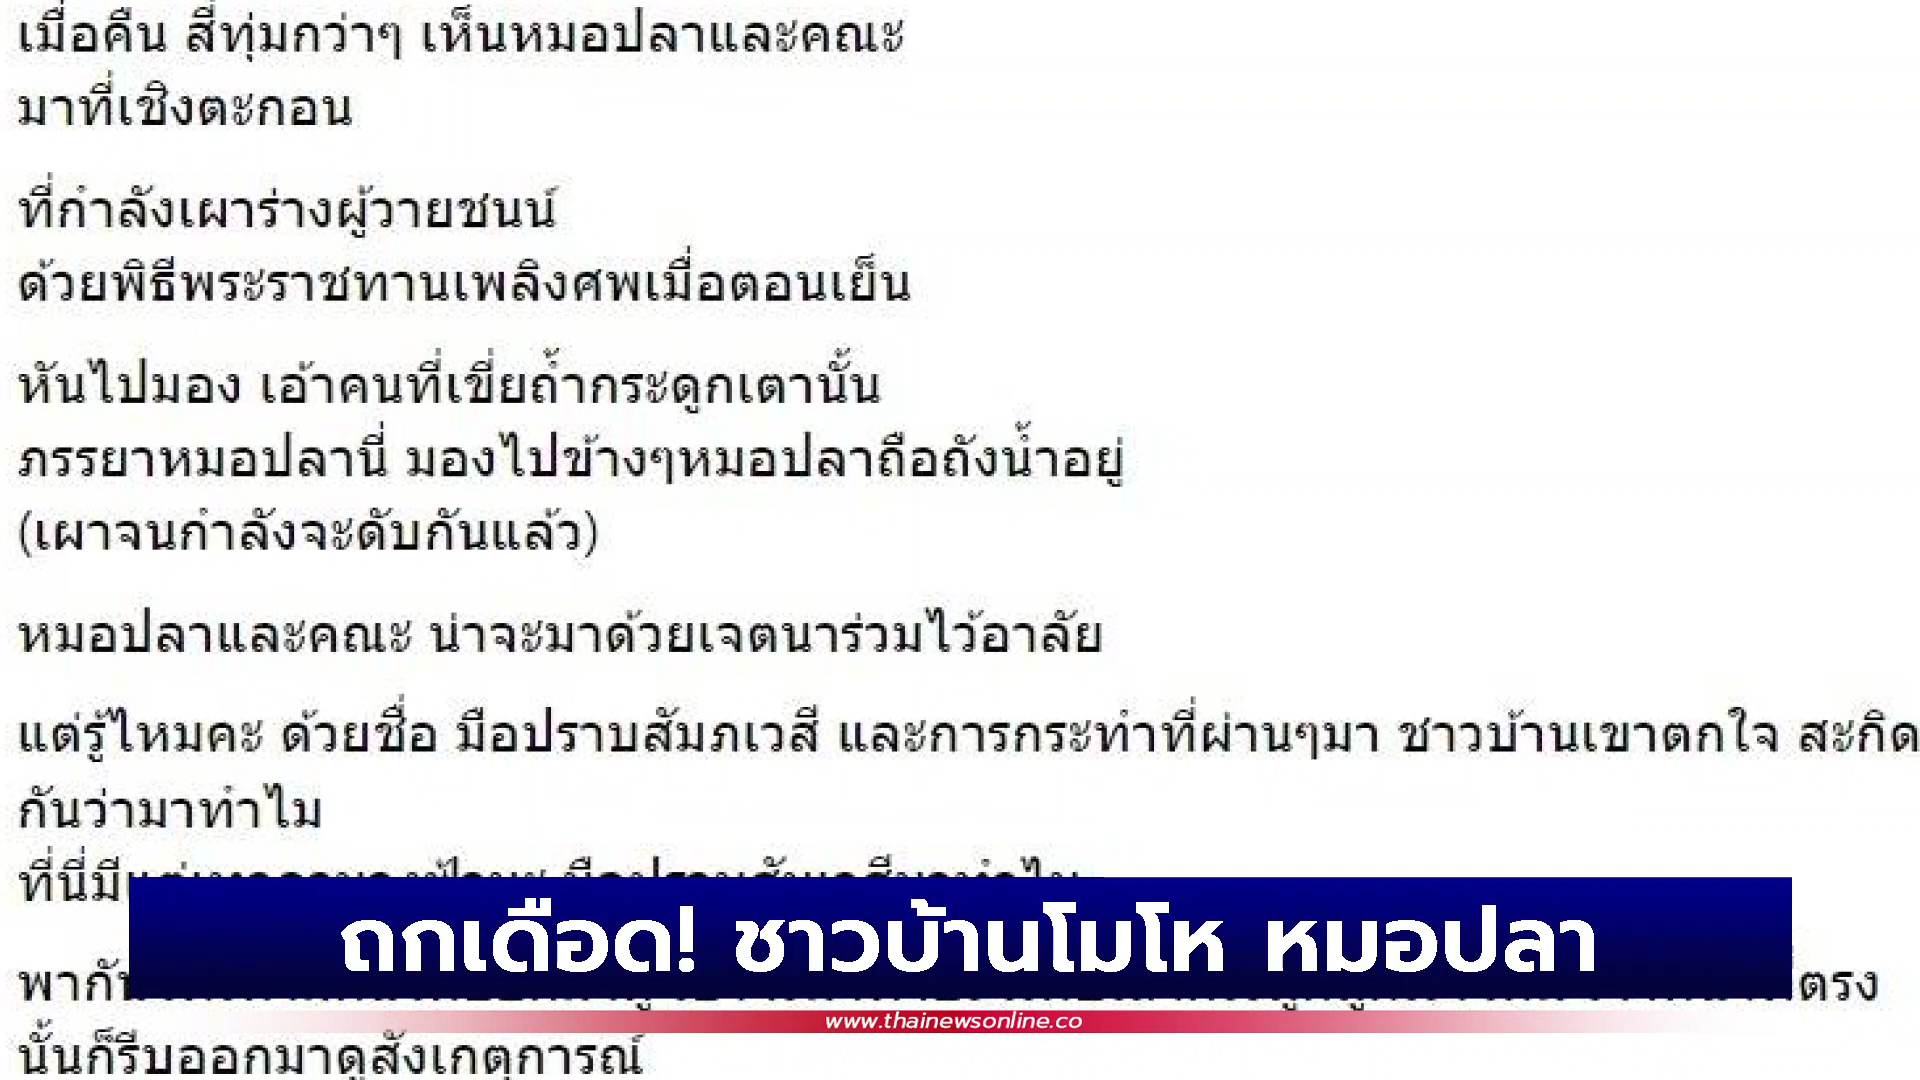 เมื่อคืน สี่ทุ่มกว่าๆ เห็นหมอปลาและคณะ
มาที่เชิงตะกอน
ที่กำลังเผาร่างผู้วายชนน์
ด้วยพิธีพระราชทานเพลิงศพเมื่อตอนเย็น
หันไปมอง เอ้าคนที่เขี่ยถ้ำกระดูกเตานั้น
ภรรยาหมอปลานี่ มองไปข้างๆหมอปลาถือถังน้ำอยู่
(เผาจนกำลังจะดับกันแล้ว)
หมอปลาและคณะ น่าจะมาด้วยเจตนาร่วมไว้อาลัย
แต่รู้ไหมคะ ด้วยชื่อ มือปราบสัมภเวสี และการกระทำที่ผ่านๆมา ชาวบ้านเขาตกใจ สะกิด
กันว่ามาทำไม
ที่นี่มี
ถกเดือด! ชาวบ้านโมโห หมอปลา
พากัน ตรง
www.thainewsonline.co
นั้นก็รีบออกมาดูสังเกตุการณ์